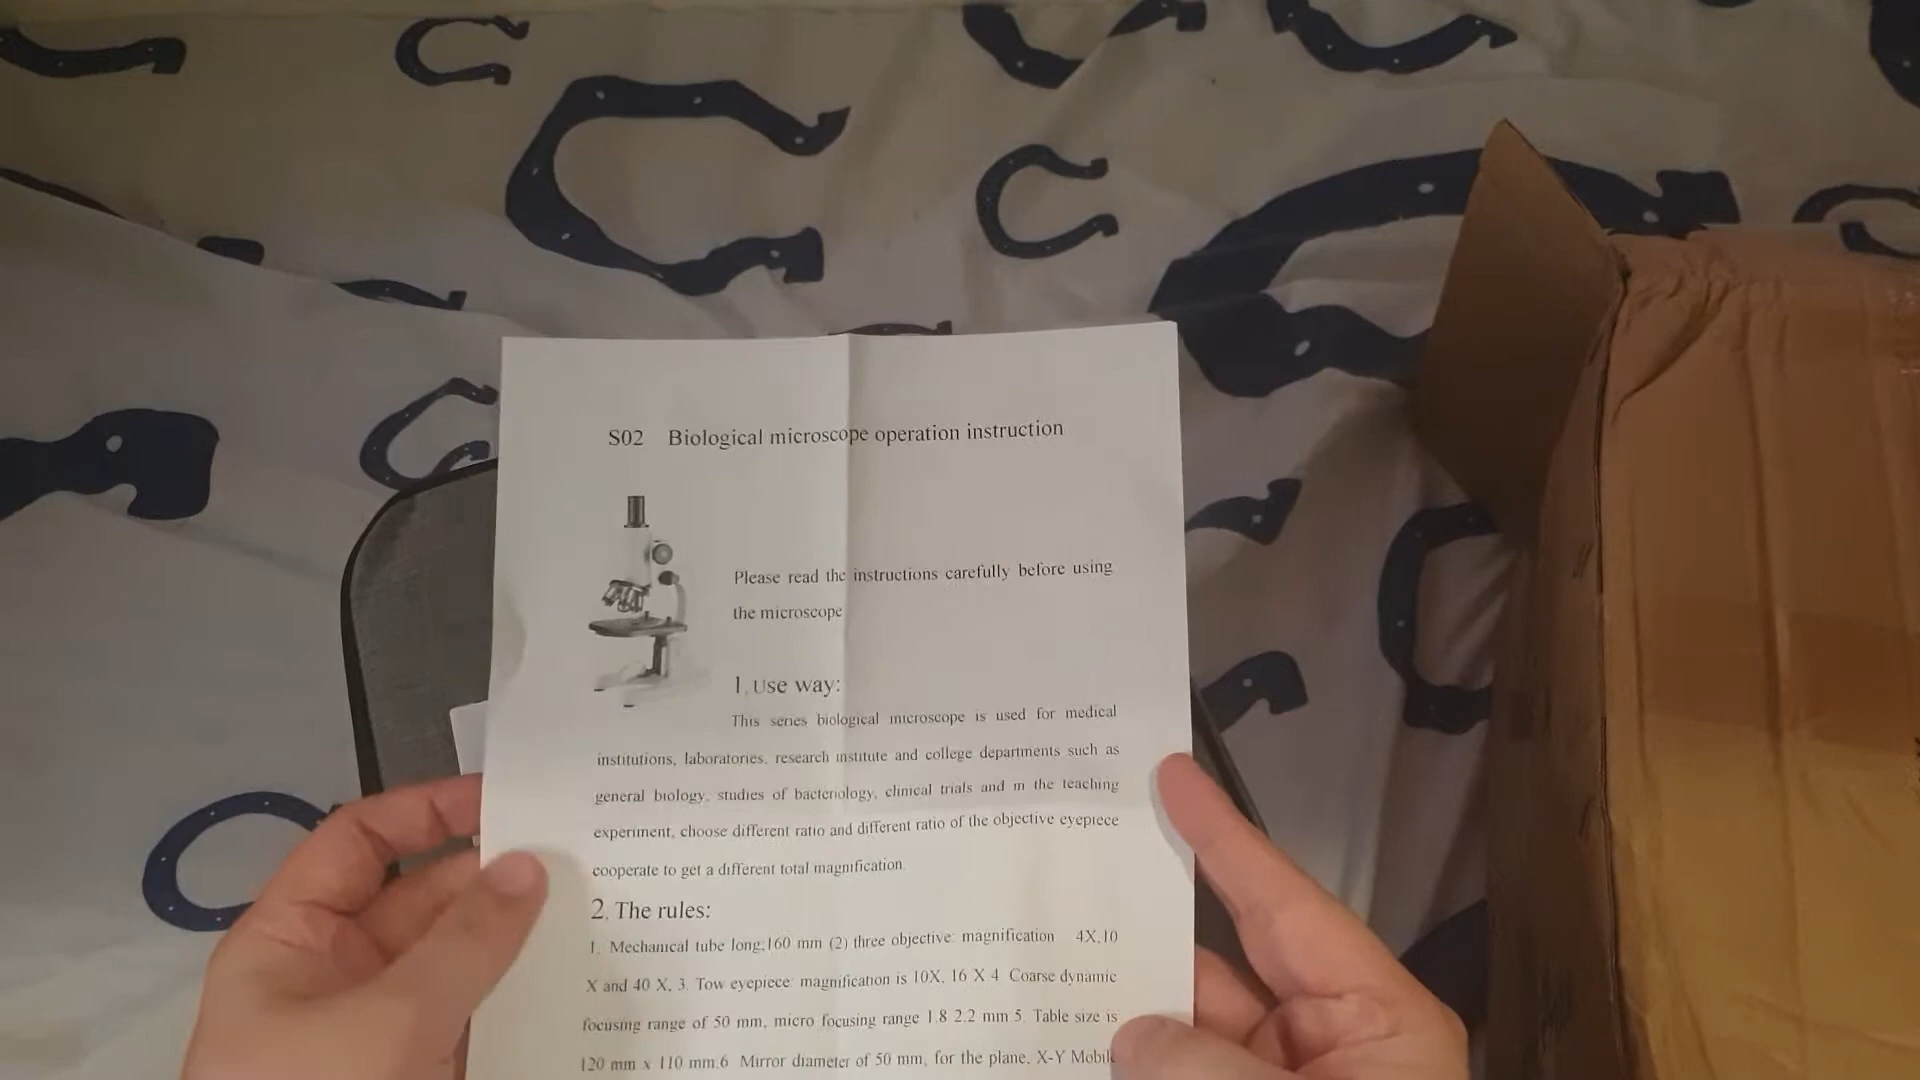 S02 Biological microscope operation instruction
Please read the instructions carefully before using
the microscope
1. Use way:
This series biological microscope is used for medical
institutions, laboratories, research institute and college departments such as
general biology, studies of bacteriology, clinical trials and in the teaching
experiment, choose different ratio and different ratio of the objective eyepiece
cooperate to get a different total magnification.
2. The rules:
1. Mechanical tube long;160 mm (2) three objective: magnification 4X,10
X and 40 X, 3. Tow eyepiece: magnification is 10X, 16 X 4 Coarse dynamic
focusing range of 50 mm, micro focusing range 1.8 2.2 mm 5. Table size is
120 mm x 110 mm.6 Mirror diameter of 50 mm, for the plane, X-Y Mobile